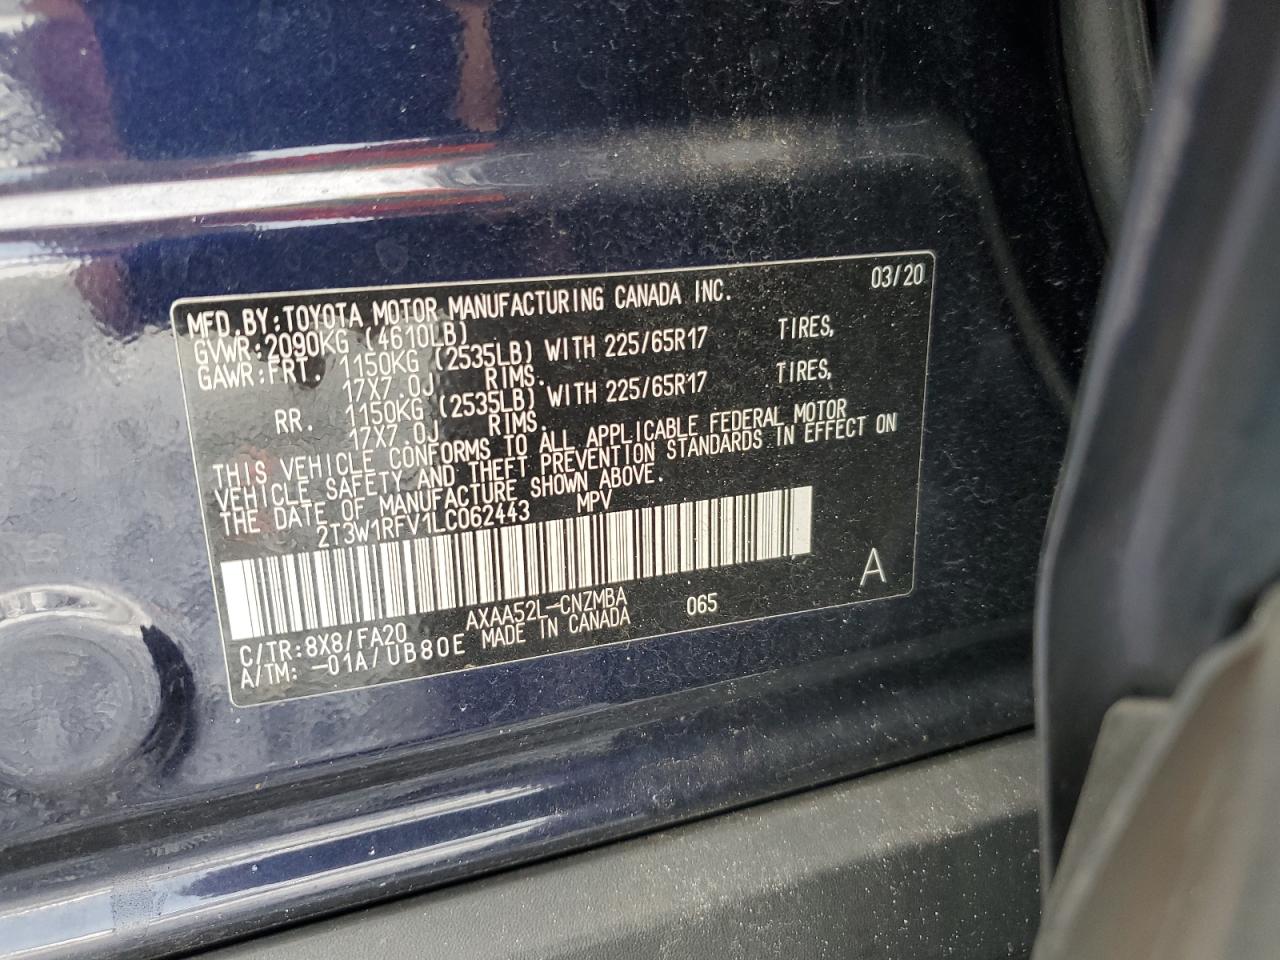 03/20
MFD.BY:TOYOTA MOTOR MANUFACTURING CANADA INC.
GVWR:2090KG (4610LB)
GAWR:FRT. 1150KG (2535LB) WITH 225/65R17 TIRES,
17X7.0J RIMS.
RR. 1150KG (2535LB) WITH 225/65R17 TIRES,
17X7.0J RIMS.
THIS VEHICLE CONFORMS TO ALL APPLICABLE FEDERAL MOTOR
VEHICLE SAFETY AND THEFT PREVENTION STANDARDS IN EFFECT ON
THE DATE OF MANUFACTURE SHOWN ABOVE.
2T3W1RFV1LC062443 MPV
A
C/TR:8X8/FA20 AXAA52L-CNZMBA 065
A/TM: -01A/UB80E MADE IN CANADA